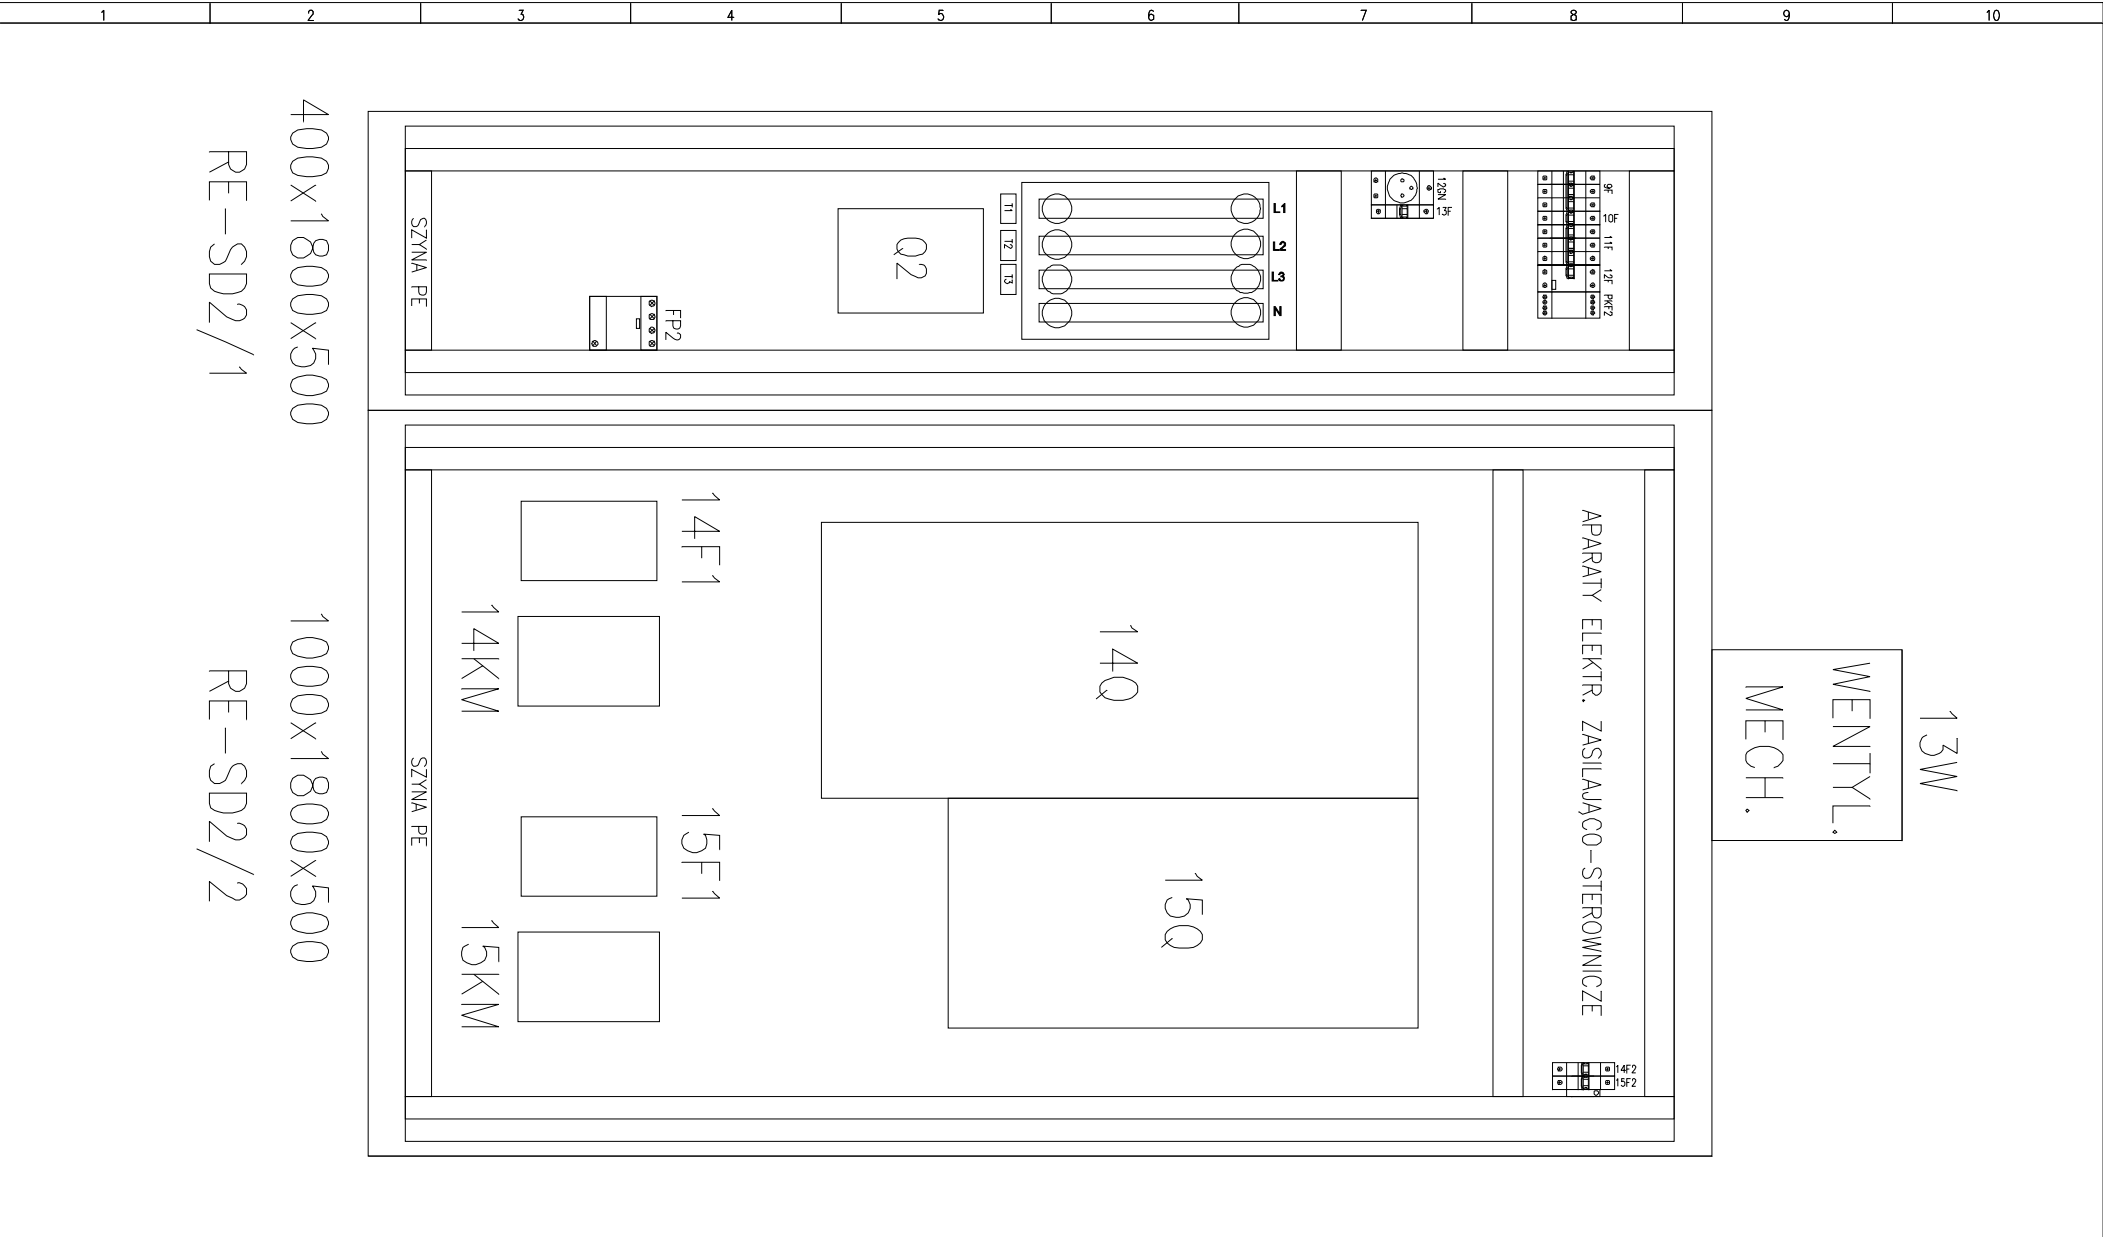 1
2
3
4
5
6
7
8
9
10
400x1800x500
RE-SD2/1
SZYNA PE
FP2
Q2
T1
T2
T3
L1
L2
L3
N
12GN
13F
9F
10F
11F
12F
PKF2
1000x1800x500
RE-SD2/2
SZYNA PE
14F1
14KM
15F1
15KM
14Q
15Q
APARATY ELEKTR. ZASILAJĄCO-STEROWNICZE
14F2
15F2
13W
WENTYL.
MECH.